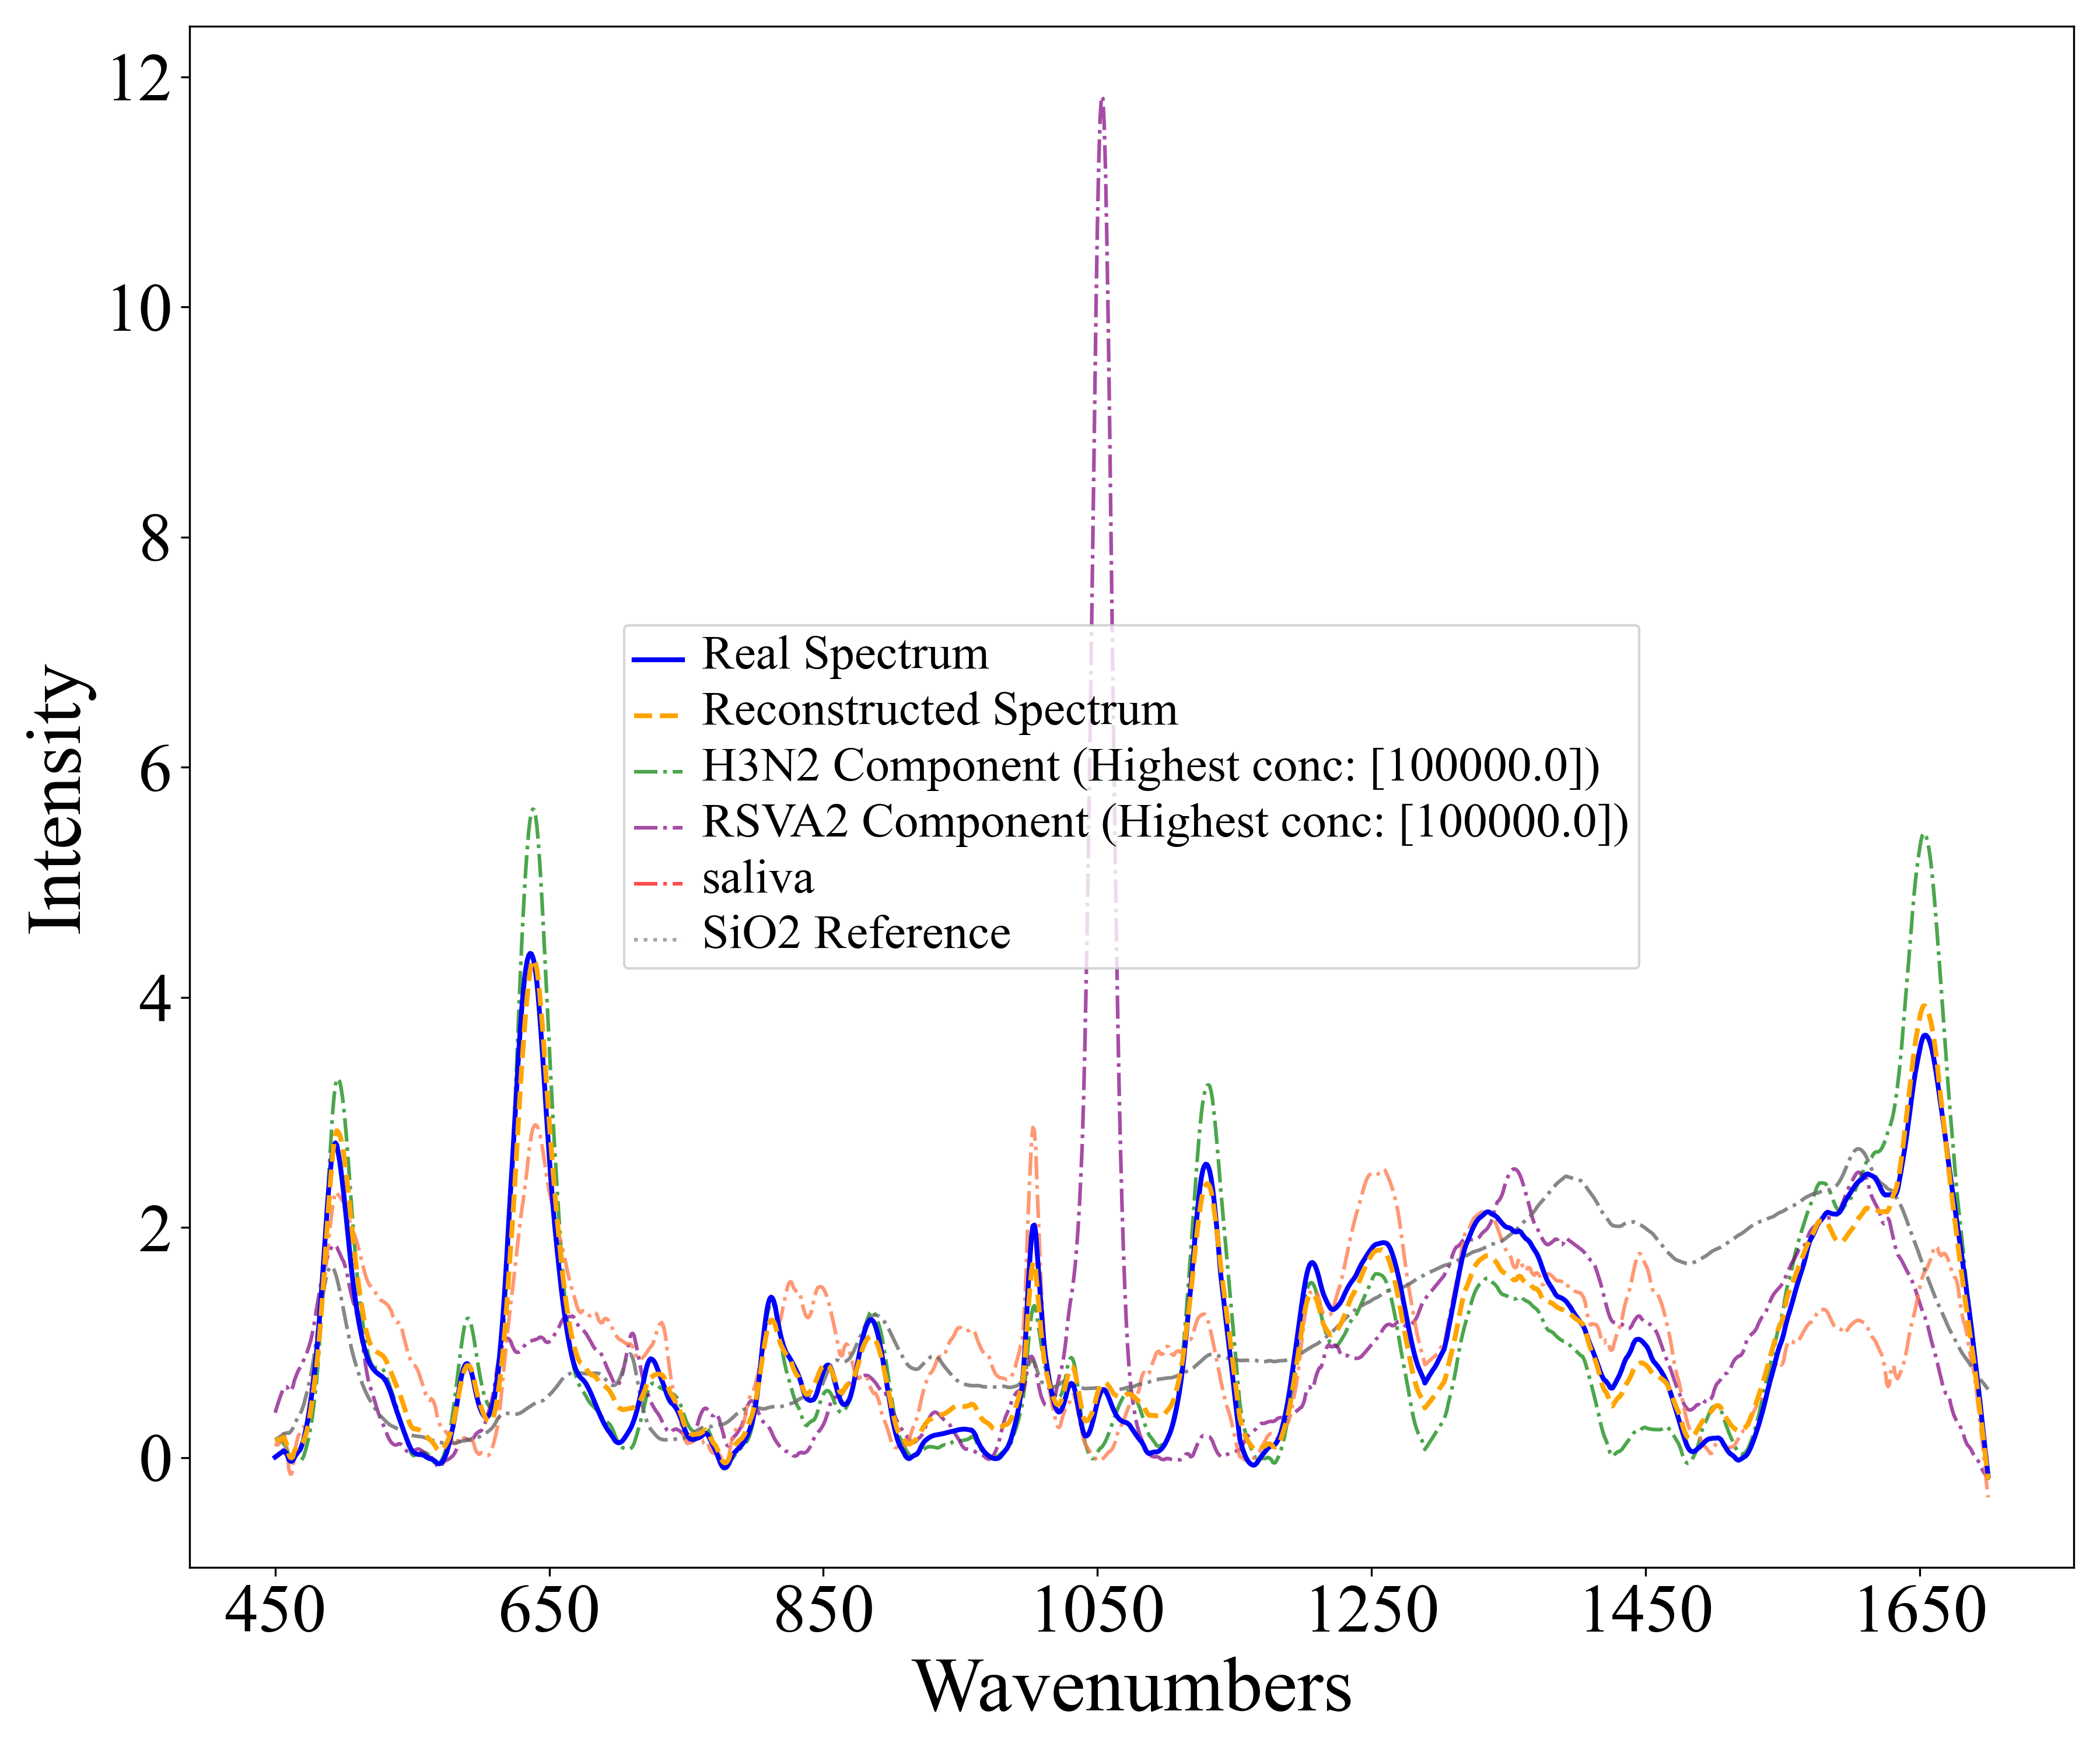 12
10
8
6
4
2
0
Intensity
Real Spectrum
Reconstructed Spectrum
H3N2 Component (Highest conc: [100000.0])
RSVA2 Component (Highest conc: [100000.0])
saliva
SiO2 Reference
450 650 850 1050 1250 1450 1650
Wavenumbers